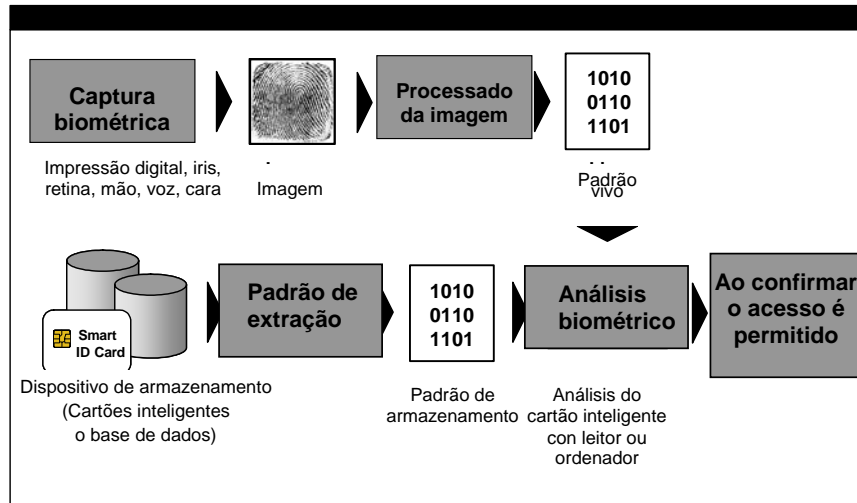 Captura
biométrica
Processado
da imagem
1010
0110
1101
Impressão digital, iris,
retina, mão, voz, cara
Imagem
Padrão
vivo
Smart
ID Card
Padrão de
extração
1010
0110
1101
Análisis
biométrico
Ao confirmar
o acesso é
permitido
Dispositivo de armazenamento
(Cartões inteligentes
o base de dados)
Padrão de
armazenamento
Análisis do
cartão inteligente
con leitor ou
ordenador